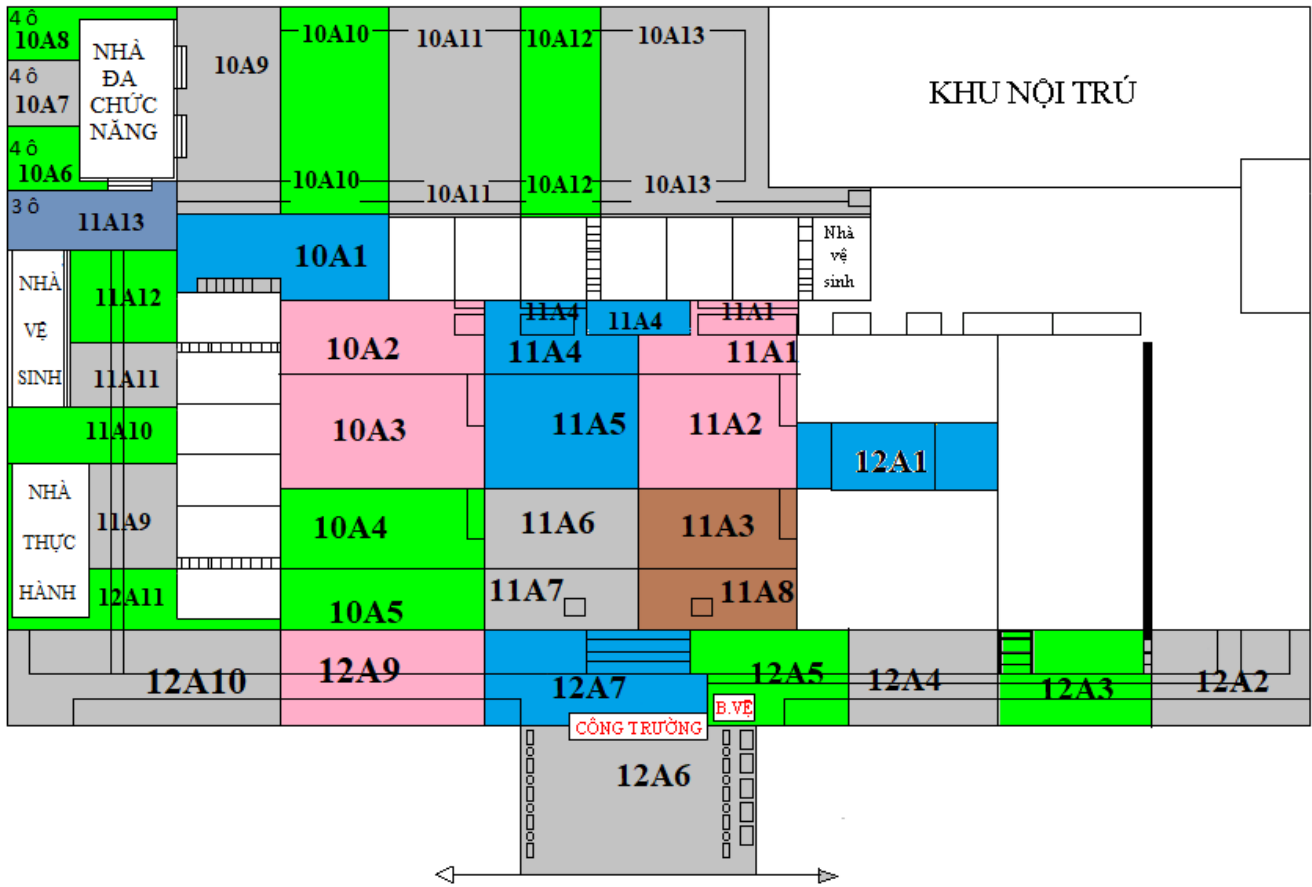 4 ô
10A8
4 ô
10A7
4 ô
10A6
NHÀ
ĐA
CHỨC
NĂNG
10A9
10A10
10A11
10A12
10A13
KHU NỘI TRÚ
10A10
10A11
10A12
10A13
3 ô
11A13
10A1
Nhà
vệ
sinh
NHÀ
VỆ
SINH
11A12
11A11
11A10
10A2
11A4
11A4
11A1
11A4
11A1
10A3
11A5
11A2
12A1
NHÀ
THỰC
HÀNH
11A9
12A11
10A4
11A6
11A3
10A5
11A7
11A8
12A10
12A9
12A7
12A5
12A4
12A3
12A2
B.VỆ
CÔNG TRƯỜNG
12A6